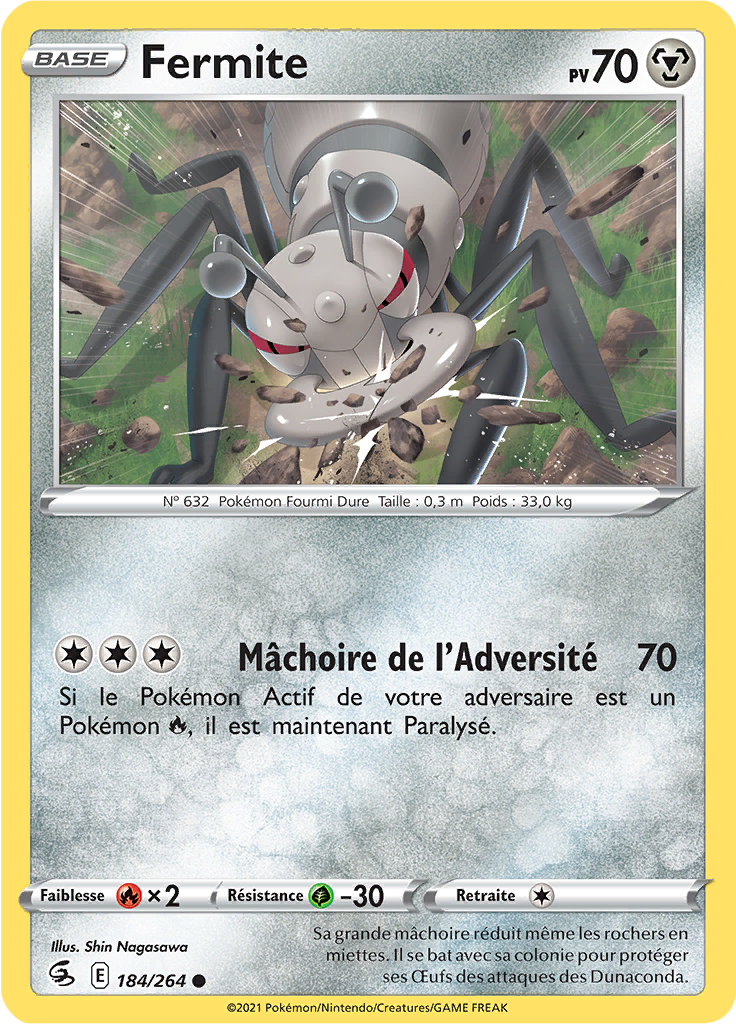 BASE
Fermite
PV 70
N° 632 Pokémon Fourmi Dure Taille : 0,3 m Poids : 33,0 kg
Mâchoire de l'Adversité 70
Si le Pokémon Actif de votre adversaire est un
Pokémon , il est maintenant Paralysé.
Faiblesse ×2 Résistance -30 Retraite
Illus. Shin Nagasawa
E 184/264
Sa grande mâchoire réduit même les rochers en
miettes. Il se bat avec sa colonie pour protéger
ses Œufs des attaques des Dunaconda.
©2021 Pokémon/Nintendo/Creatures/GAME FREAK